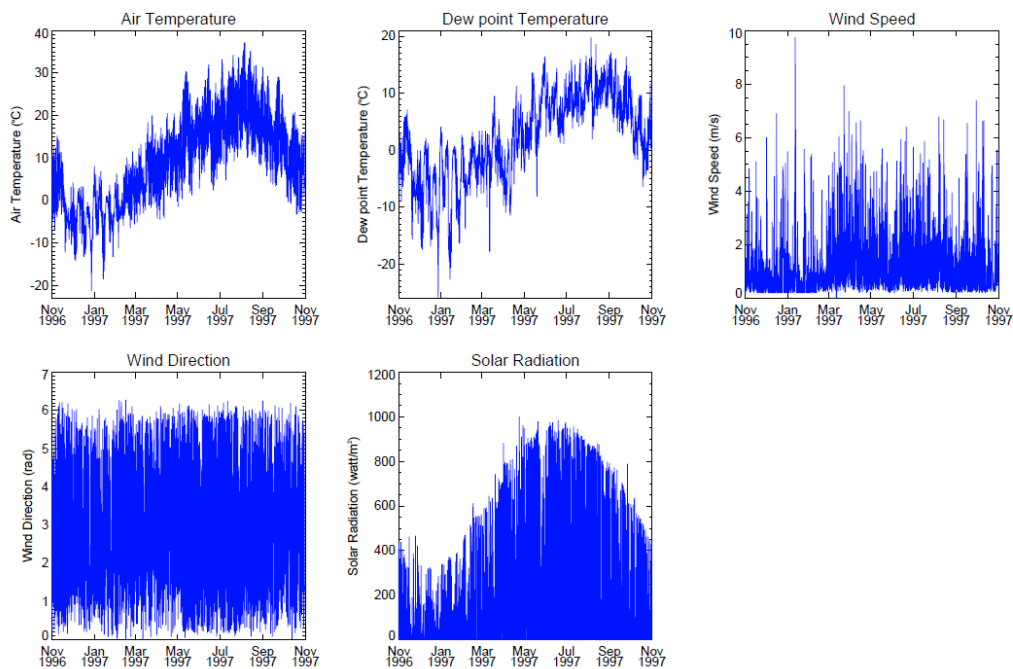 Air Temperature
Air Temperature (°C)
40
30
20
10
0
-10
-20
Nov Jan Mar May Jul Sep Nov
1996 1997 1997 1997 1997 1997 1997
Dew point Temperature
Dew point Temperature (°C)
20
10
0
-10
-20
Nov Jan Mar May Jul Sep Nov
1996 1997 1997 1997 1997 1997 1997
Wind Speed
Wind Speed (m/s)
10
8
6
4
2
0
Nov Jan Mar May Jul Sep Nov
1996 1997 1997 1997 1997 1997 1997
Wind Direction
Wind Direction (rad)
7
6
5
4
3
2
1
0
Nov Jan Mar May Jul Sep Nov
1996 1997 1997 1997 1997 1997 1997
Solar Radiation
Solar Radiation (watt/m²)
1200
1000
800
600
400
200
0
Nov Jan Mar May Jul Sep Nov
1996 1997 1997 1997 1997 1997 1997